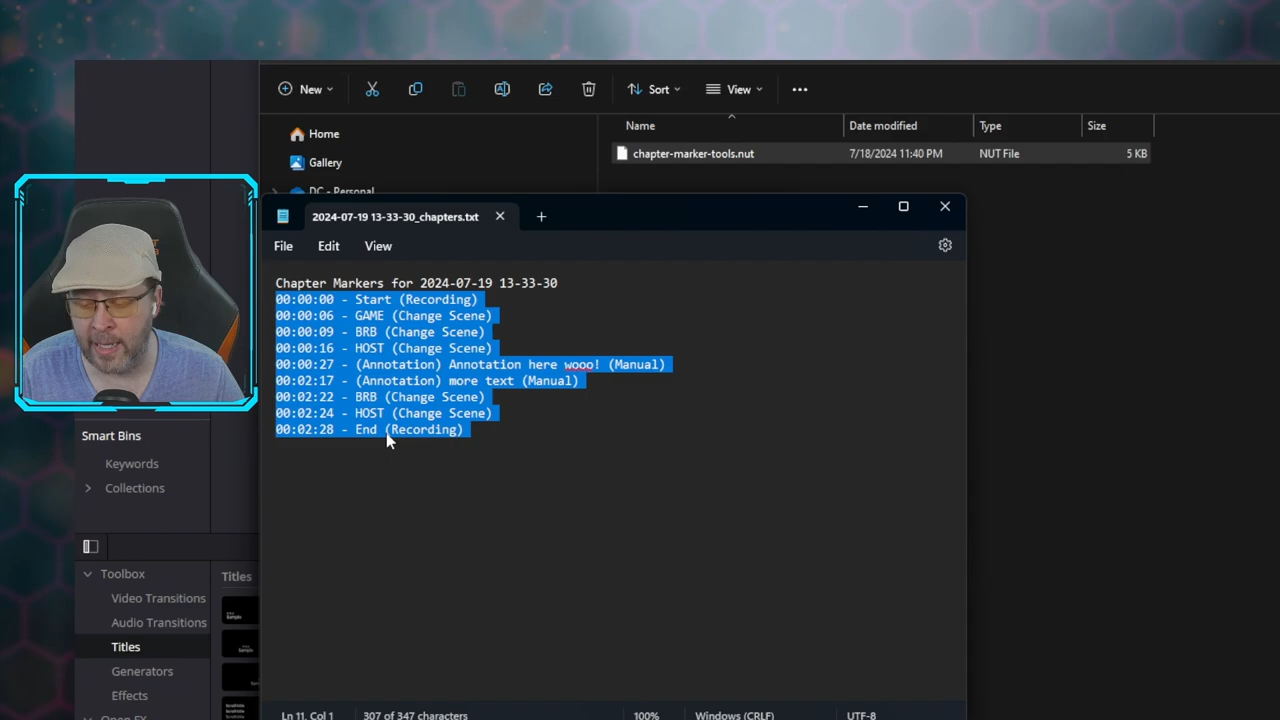 New
Sort
View
Home
Gallery
DC - Personal
Name
Date modified
Type
Size
chapter-marker-tools.nut
7/18/2024 11:40 PM
NUT File
5 KB
2024-07-19 13-33-30_chapters.txt
File
Edit
View
Chapter Markers for 2024-07-19 13-33-30
00:00:00 - Start (Recording)
00:00:06 - GAME (Change Scene)
00:00:09 - BRB (Change Scene)
00:00:16 - HOST (Change Scene)
00:00:27 - (Annotation) Annotation here wooo! (Manual)
00:02:17 - (Annotation) more text (Manual)
00:02:22 - BRB (Change Scene)
00:02:24 - HOST (Change Scene)
00:02:28 - End (Recording)
Smart Bins
Keywords
Collections
Toolbox
Video Transitions
Audio Transitions
Titles
Generators
Effects
Open FX
Titles
Ln 11, Col 1
307 of 347 characters
100%
Windows (CRLF)
UTF-8